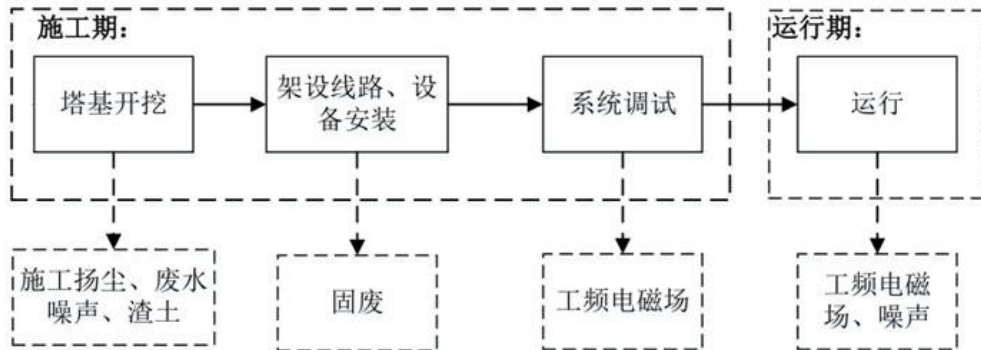 施工期：
运行期：
塔基开挖
架设线路、设
备安装
系统调试
运行
施工扬尘、废水
噪声、渣土
固废
工频电磁场
工频电磁
场、噪声